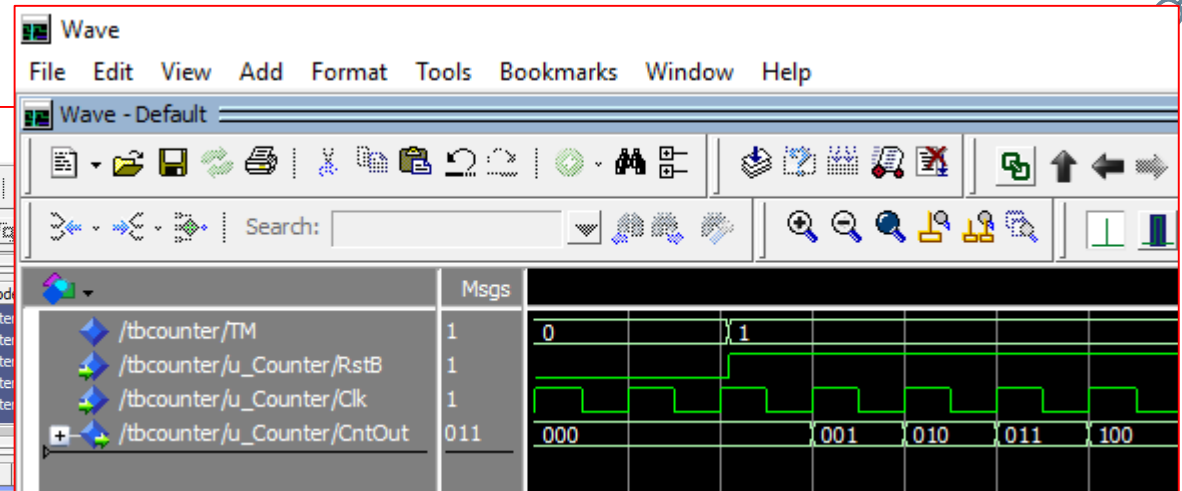 Wave
File Edit View Add Format Tools Bookmarks Window Help
Wave - Default
Search:
Msgs
/tbcounter/TM 1 0 1
/tbcounter/u_Counter/RstB 1
/tbcounter/u_Counter/Clk 1
/tbcounter/u_Counter/CntOut 011 000 001 010 011 100